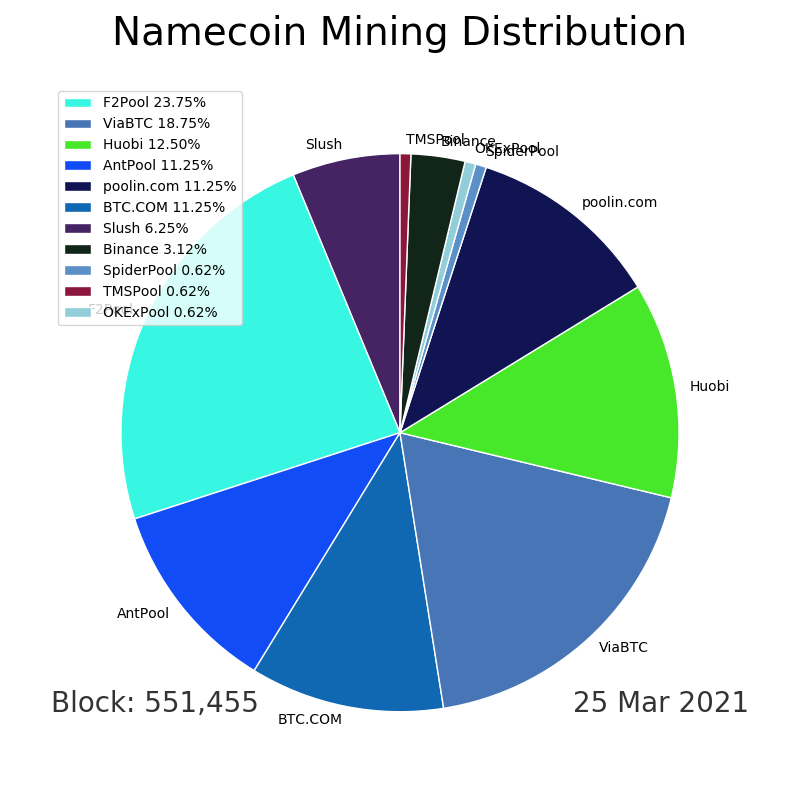 Namecoin Mining Distribution
F2Pool 23.75%
ViaBTC 18.75%
Huobi 12.50%
AntPool 11.25%
poolin.com 11.25%
BTC.COM 11.25%
Slush 6.25%
Binance 3.12%
SpiderPool 0.62%
TMSPool 0.62%
OKExPool 0.62%
Slush
TMSPool
Binance
OKExPool
SpiderPool
poolin.com
F2Pool
Huobi
AntPool
ViaBTC
BTC.COM
Block: 551,455
25 Mar 2021